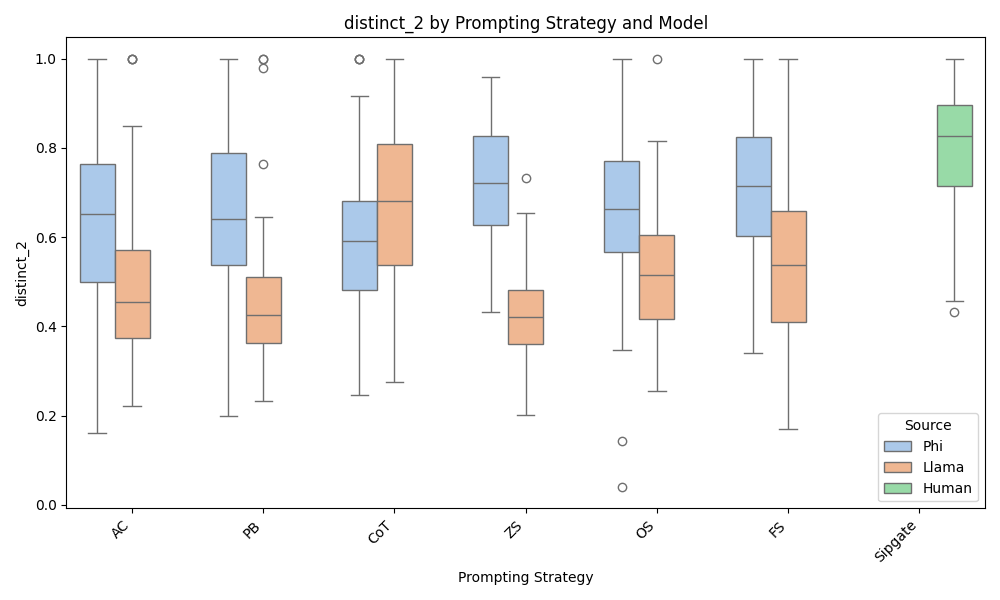 distinct_2 by Prompting Strategy and Model
distinct_2
1.0
0.8
0.6
0.4
0.2
0.0
AC
PB
CoT
ZS
OS
FS
Sipgate
Prompting Strategy
Source
Phi
Llama
Human